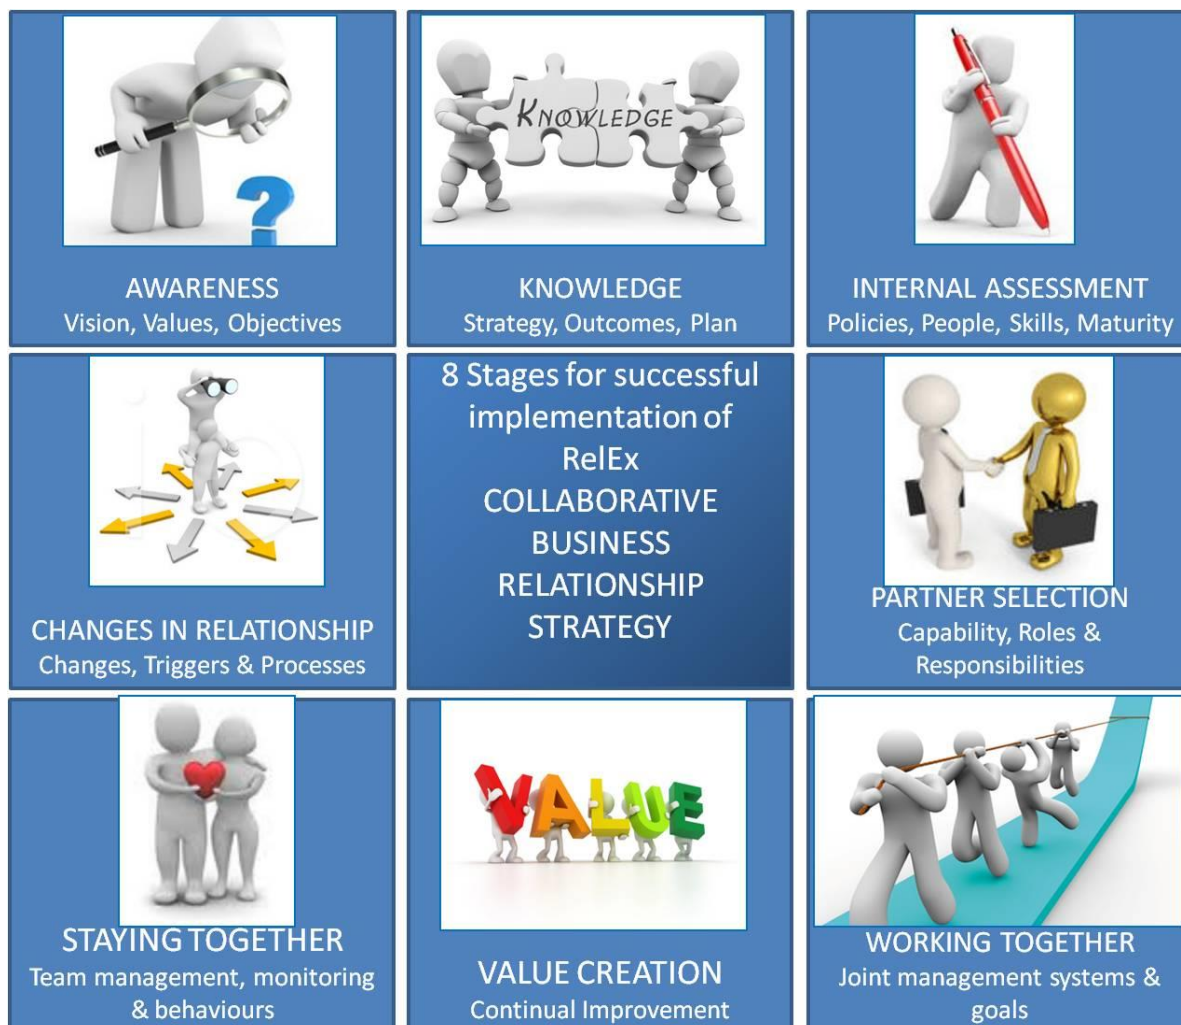 KNOWLEDGE
AWARENESS
Vision, Values, Objectives
KNOWLEDGE
Strategy, Outcomes, Plan
INTERNAL ASSESSMENT
Policies, People, Skills, Maturity
CHANGES IN RELATIONSHIP
Changes, Triggers & Processes
8 Stages for successful
implementation of
RelEx
COLLABORATIVE
BUSINESS
RELATIONSHIP
STRATEGY
PARTNER SELECTION
Capability, Roles &
Responsibilities
STAYING TOGETHER
Team management, monitoring
& behaviours
VALUE
VALUE CREATION
Continual Improvement
WORKING TOGETHER
Joint management systems &
goals